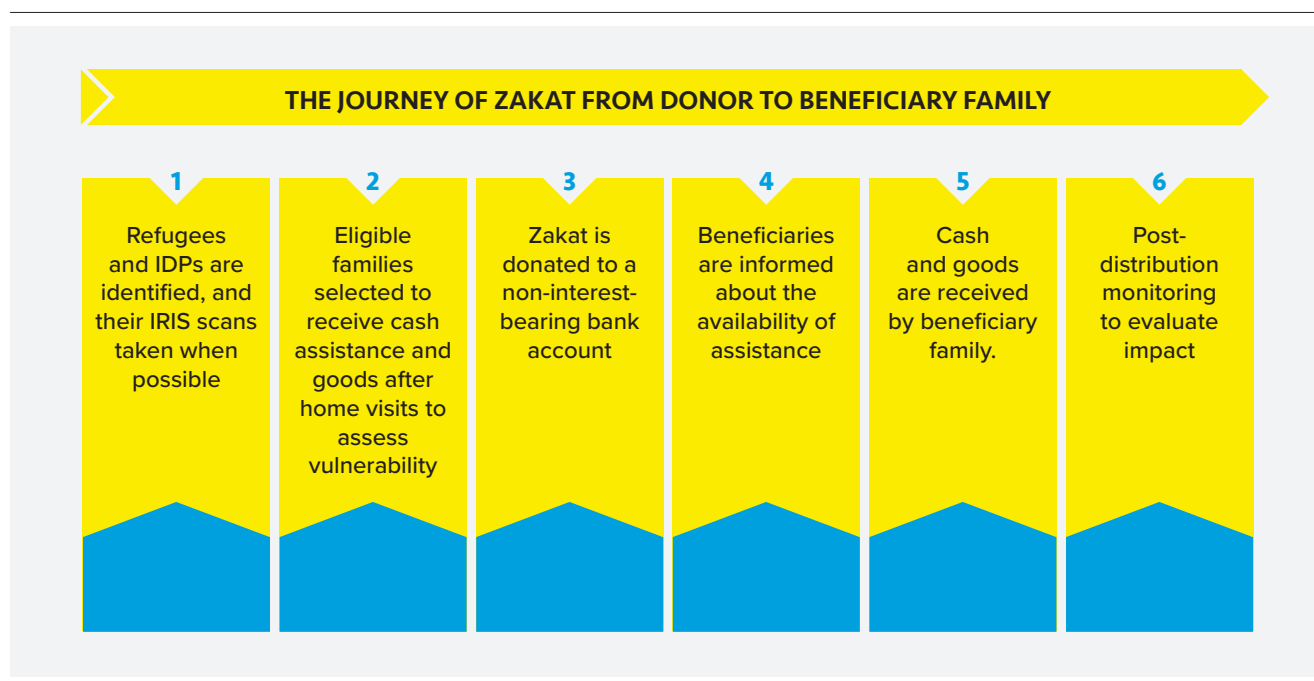 THE JOURNEY OF ZAKAT FROM DONOR TO BENEFICIARY FAMILY
1
Refugees
and IDPs are
identified, and
their IRIS scans
taken when
possible
2
Eligible
families
selected to
receive cash
assistance and
goods after
home visits to
assess
vulnerability
3
Zakat is
donated to a
non-interest-
bearing bank
account
4
Beneficiaries
are informed
about the
availability of
assistance
5
Cash
and goods
are received
by beneficiary
family.
6
Post-
distribution
monitoring
to evaluate
impact